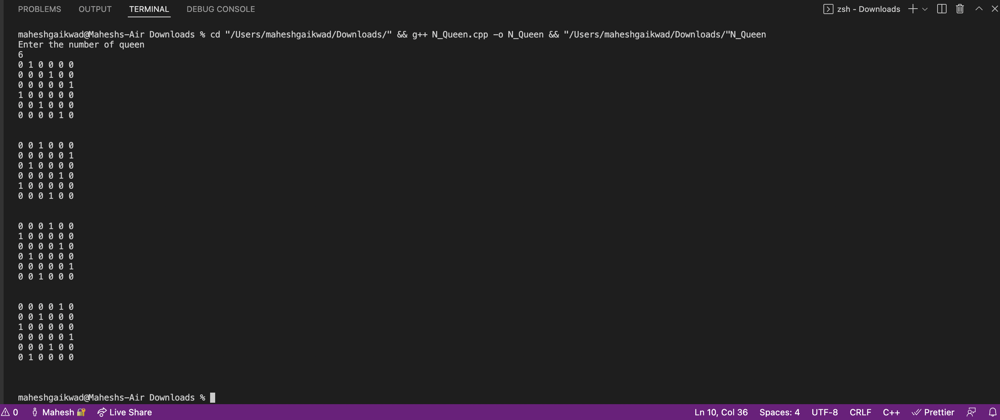 PROBLEMS OUTPUT TERMINAL DEBUG CONSOLE zsh - Downloads
maheshgaikwad@Maheshs-Air Downloads % cd "/Users/maheshgaikwad/Downloads/" && g++ N_Queen.cpp -o N_Queen && "/Users/maheshgaikwad/Downloads/"N_Queen
Enter the number of queen
6
0 1 0 0 0 0
0 0 0 1 0 0
0 0 0 0 0 1
1 0 0 0 0 0
0 0 1 0 0 0
0 0 0 0 1 0
0 0 1 0 0 0
0 0 0 0 0 1
0 1 0 0 0 0
0 0 0 0 1 0
1 0 0 0 0 0
0 0 0 1 0 0
0 0 0 1 0 0
1 0 0 0 0 0
0 0 0 0 1 0
0 1 0 0 0 0
0 0 0 0 0 1
0 0 1 0 0 0
0 0 0 0 1 0
0 0 1 0 0 0
1 0 0 0 0 0
0 0 0 0 0 1
0 0 0 1 0 0
0 1 0 0 0 0
maheshgaikwad@Maheshs-Air Downloads %
0 Mahesh 🔐 Live Share Ln 10, Col 36 Spaces: 4 UTF-8 CRLF C++ Prettier